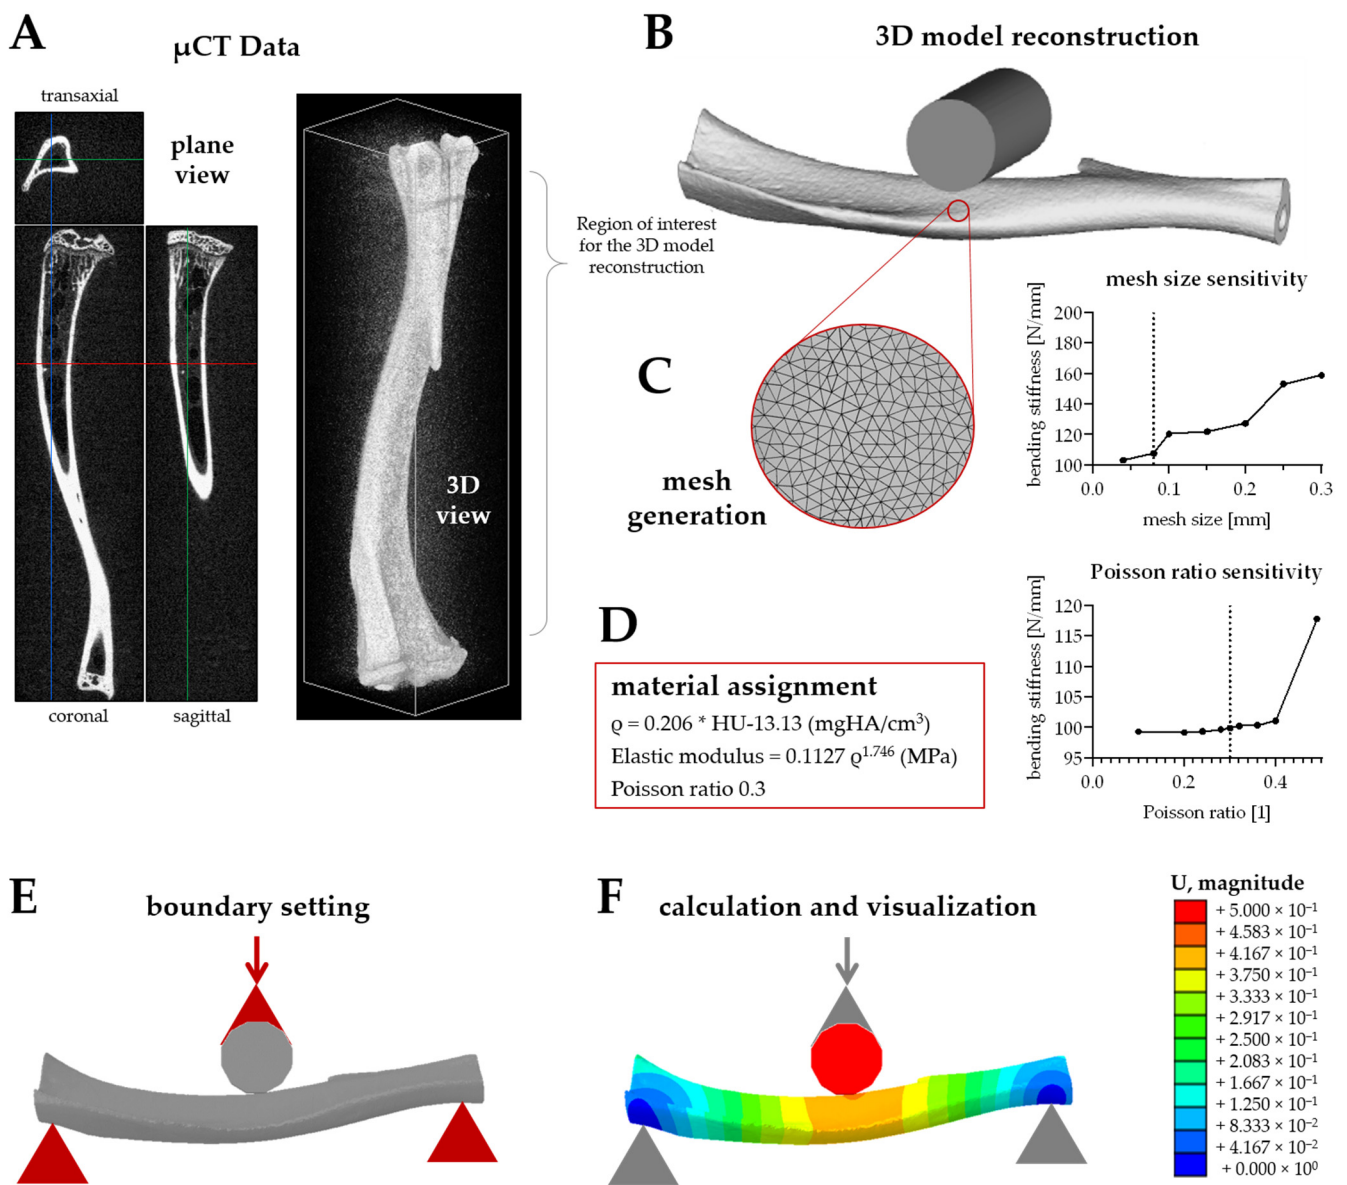 A
µCT Data
transaxial
plane
view
coronal
sagittal
3D
view
Region of interest
for the 3D model
reconstruction
B
3D model reconstruction
C
mesh
generation
mesh size sensitivity
bending stiffness [N/mm]
200
180
160
140
120
100
0.0
0.1
0.2
0.3
mesh size [mm]
D
material assignment
ϱ = 0.206 * HU-13.13 (mgHA/cm³)
Elastic modulus = 0.1127 ϱ¹·⁷⁴⁶ (MPa)
Poisson ratio 0.3
Poisson ratio sensitivity
bending stiffness [N/mm]
120
115
110
105
100
95
0.0
0.2
0.4
Poisson ratio [1]
E
boundary setting
F
calculation and visualization
U, magnitude
+ 5.000 × 10⁻¹
+ 4.583 × 10⁻¹
+ 4.167 × 10⁻¹
+ 3.750 × 10⁻¹
+ 3.333 × 10⁻¹
+ 2.917 × 10⁻¹
+ 2.500 × 10⁻¹
+ 2.083 × 10⁻¹
+ 1.667 × 10⁻¹
+ 1.250 × 10⁻¹
+ 8.333 × 10⁻²
+ 4.167 × 10⁻²
+ 0.000 × 10⁰